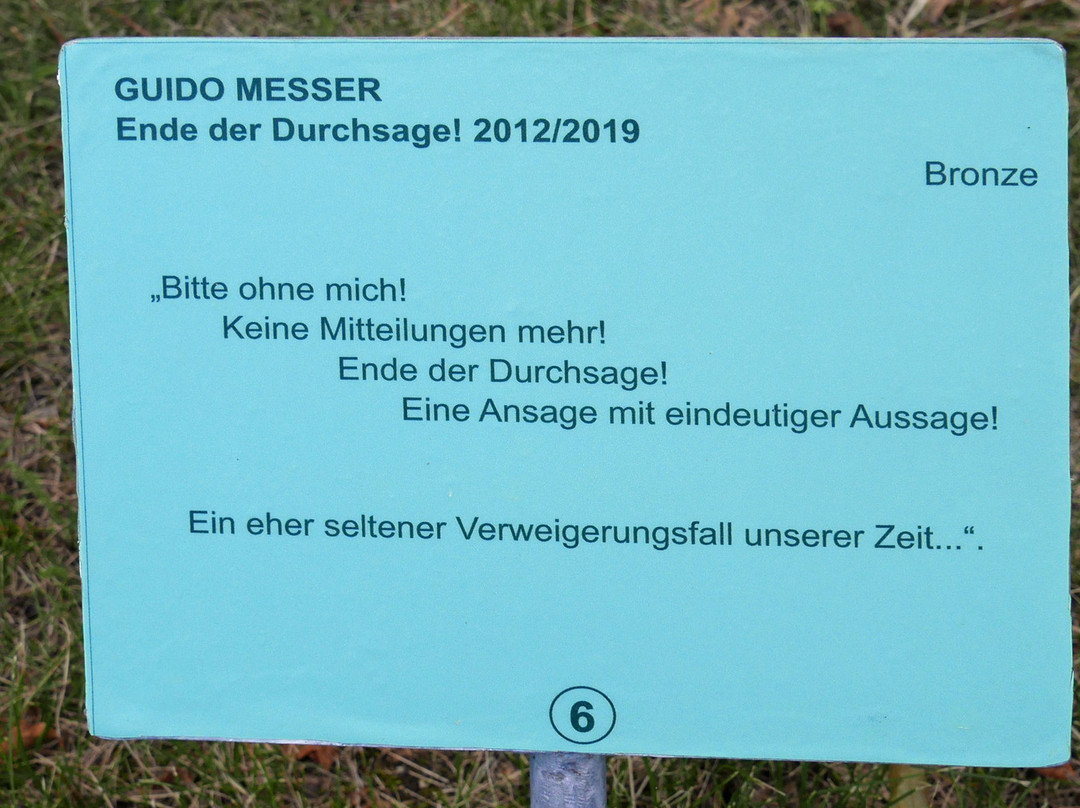 GUIDO MESSER
Ende der Durchsage! 2012/2019
Bronze
„Bitte ohne mich!
Keine Mitteilungen mehr!
Ende der Durchsage!
Eine Ansage mit eindeutiger Aussage!
Ein eher seltener Verweigerungsfall unserer Zeit...“.
6